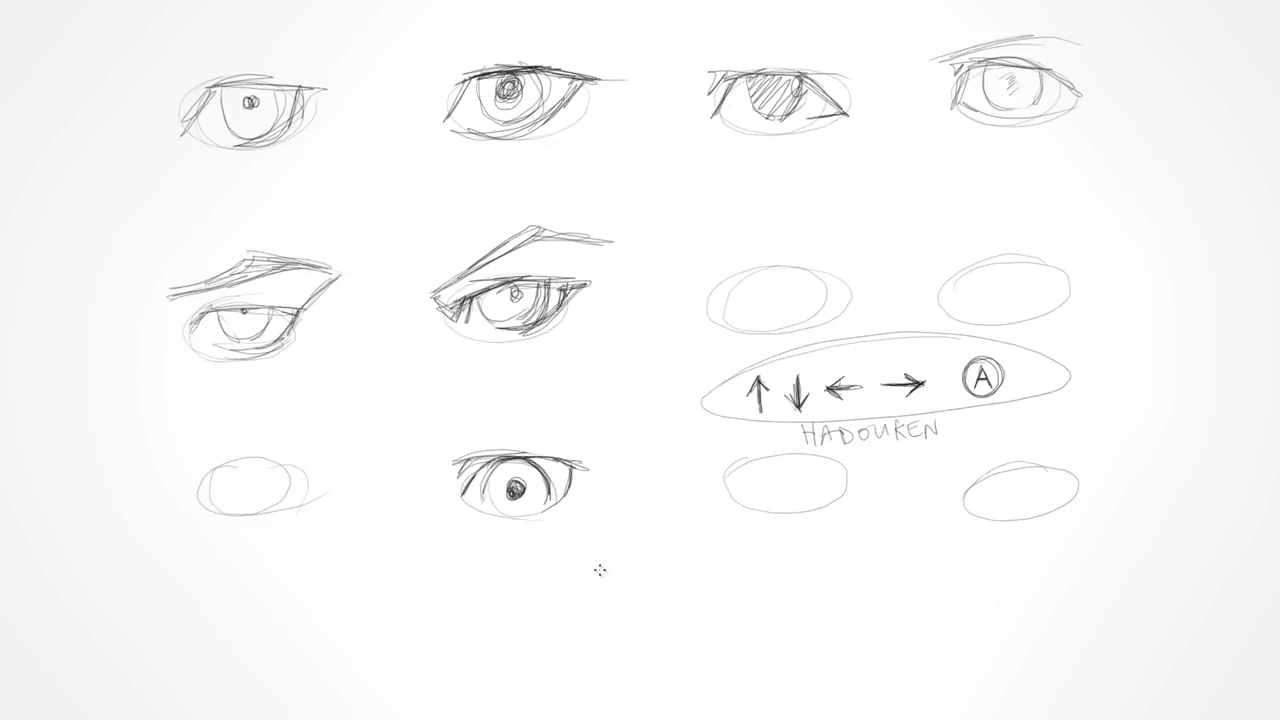 ↑ ↓ ← → A
HADOUKEN